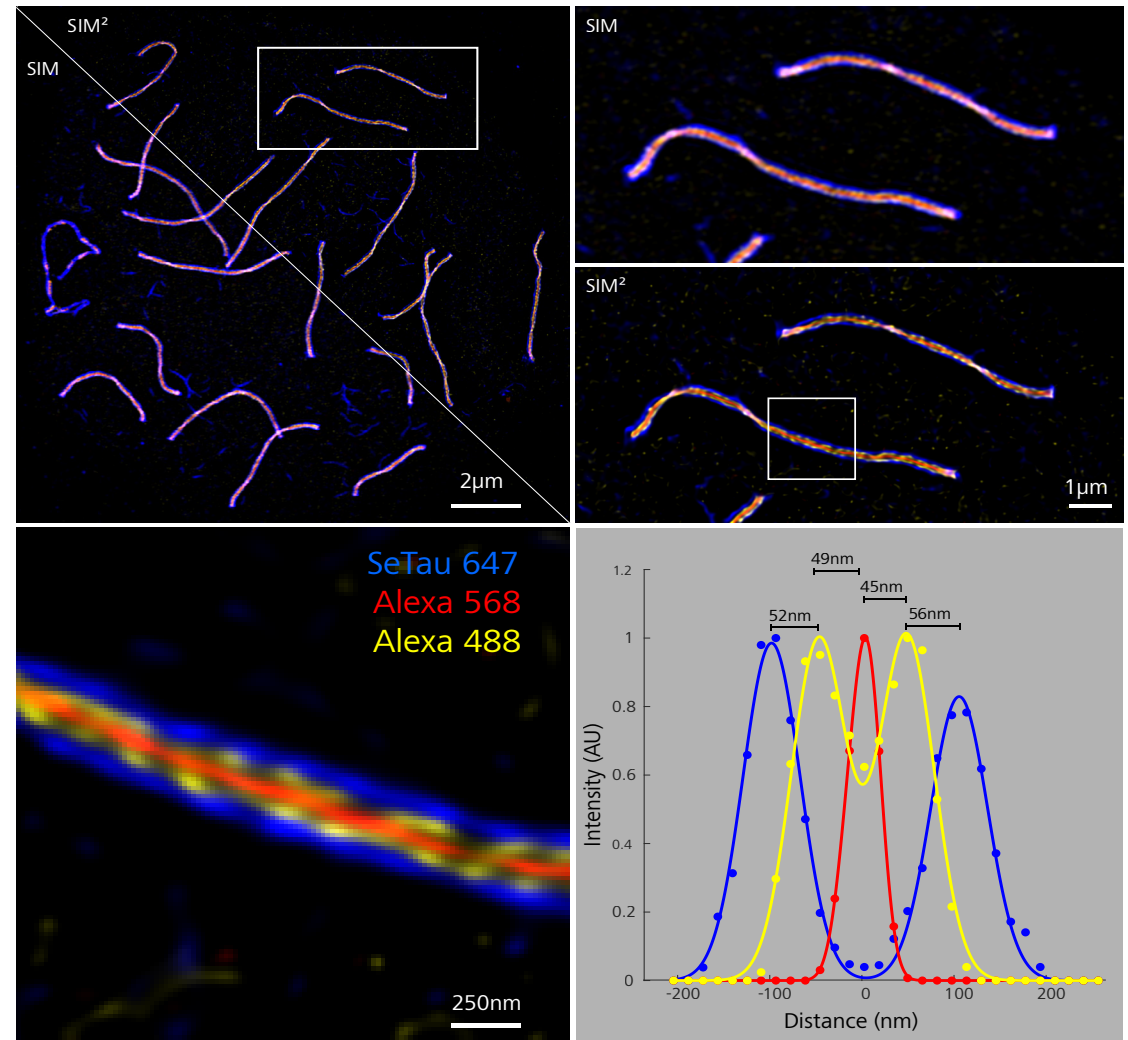 SIM²
SIM
2µm
SIM
SIM²
1µm
SeTau 647
Alexa 568
Alexa 488
250nm
49nm
45nm
52nm
56nm
1.2
1
0.8
0.6
0.4
0.2
0
Intensity (AU)
-200
-100
0
100
200
Distance (nm)